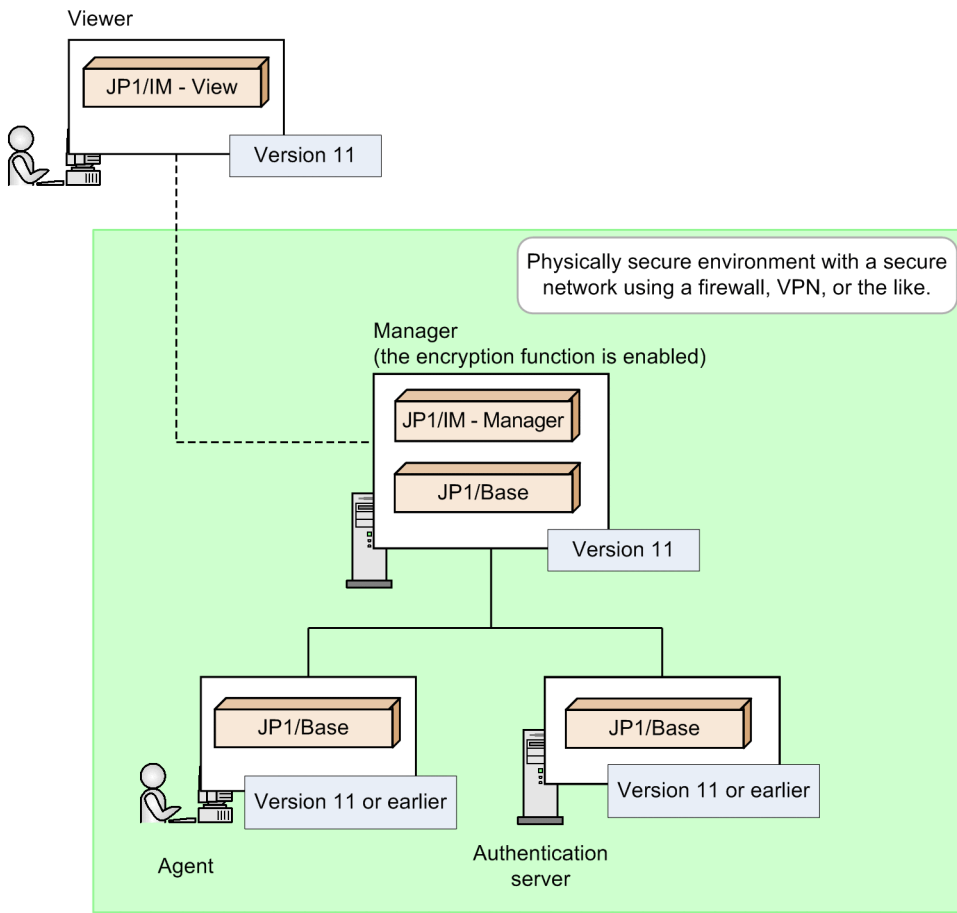 Viewer
JP1/IM - View
Version 11
Physically secure environment with a secure
network using a firewall, VPN, or the like.
Manager
(the encryption function is enabled)
JP1/IM - Manager
JP1/Base
Version 11
JP1/Base
Version 11 or earlier
Agent
JP1/Base
Version 11 or earlier
Authentication
server